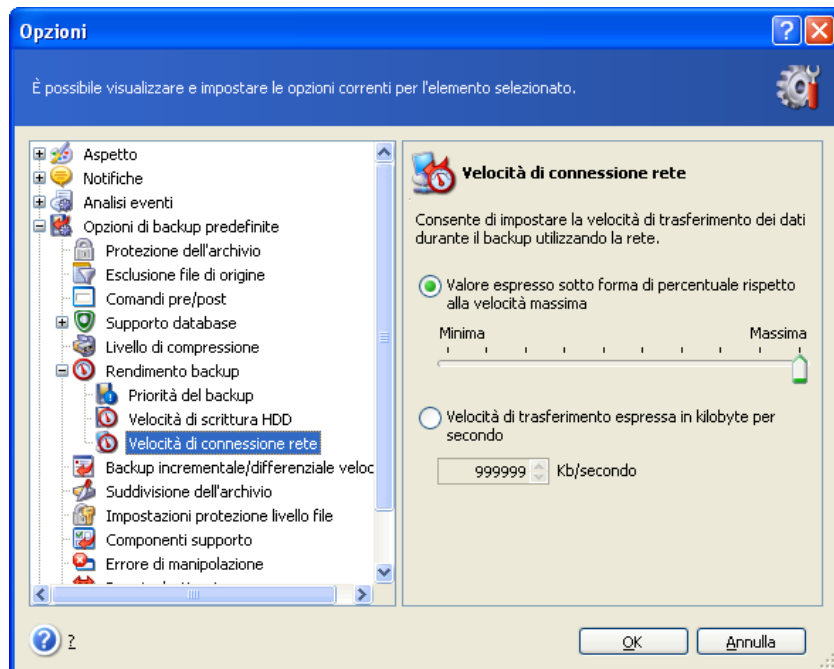 Opzioni
È possibile visualizzare e impostare le opzioni correnti per l'elemento selezionato.
Aspetto
Notifiche
Analisi eventi
Opzioni di backup predefinite
Protezione dell'archivio
Esclusione file di origine
Comandi pre/post
Supporto database
Livello di compressione
Rendimento backup
Priorità del backup
Velocità di scrittura HDD
Velocità di connessione rete
Backup incrementale/differenziale veloc
Suddivisione dell'archivio
Impostazioni protezione livello file
Componenti supporto
Errore di manipolazione
Velocità di connessione rete
Consente di impostare la velocità di trasferimento dei dati
durante il backup utilizzando la rete.
Valore espresso sotto forma di percentuale rispetto
alla velocità massima
Minima Massima
Velocità di trasferimento espressa in kilobyte per
secondo
999999 Kb/secondo
?
OK Annulla